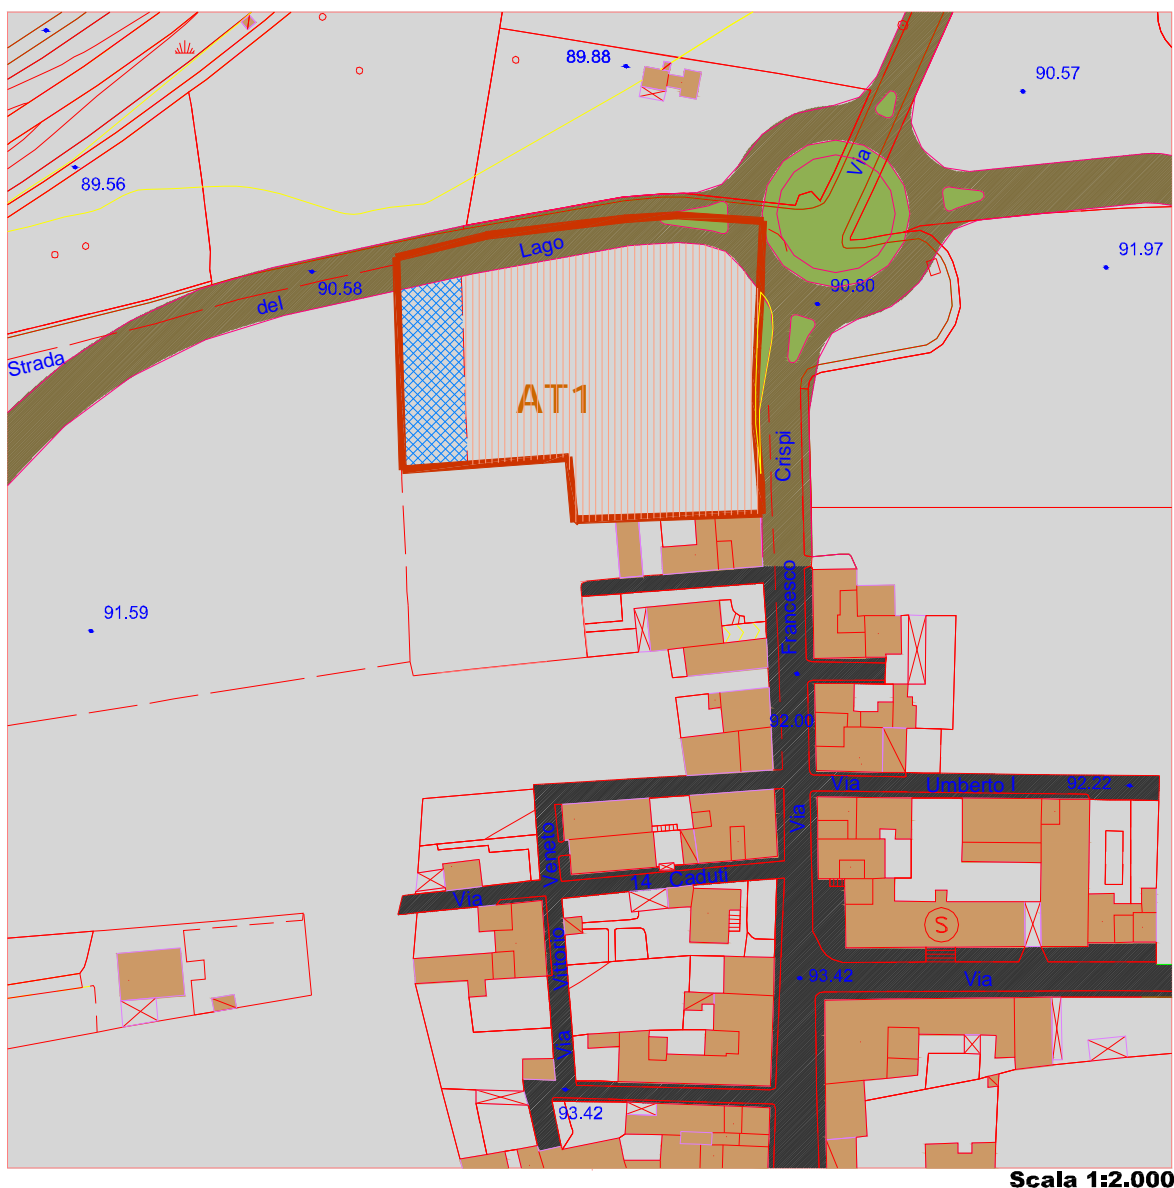 89.88
90.57
Via
89.56
Lago
91.97
90.58
90.80
del
Strada
AT1
Crispi
Francesco
91.59
92.00
Via
Umberto I
92.22
Via
Veneto
14 Caduti
Via
S
Vittorio
93.42
Via
Via
93.42
Scala 1:2.000